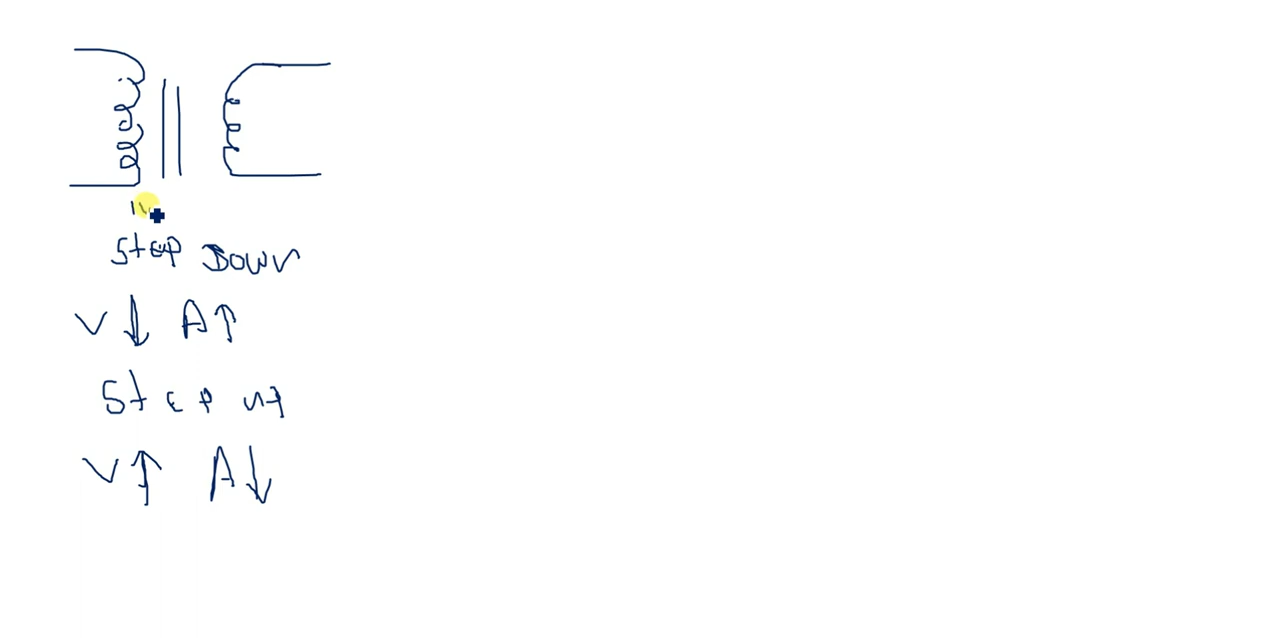 Step Down
V↓ A↑
Step up
V↑ A↓